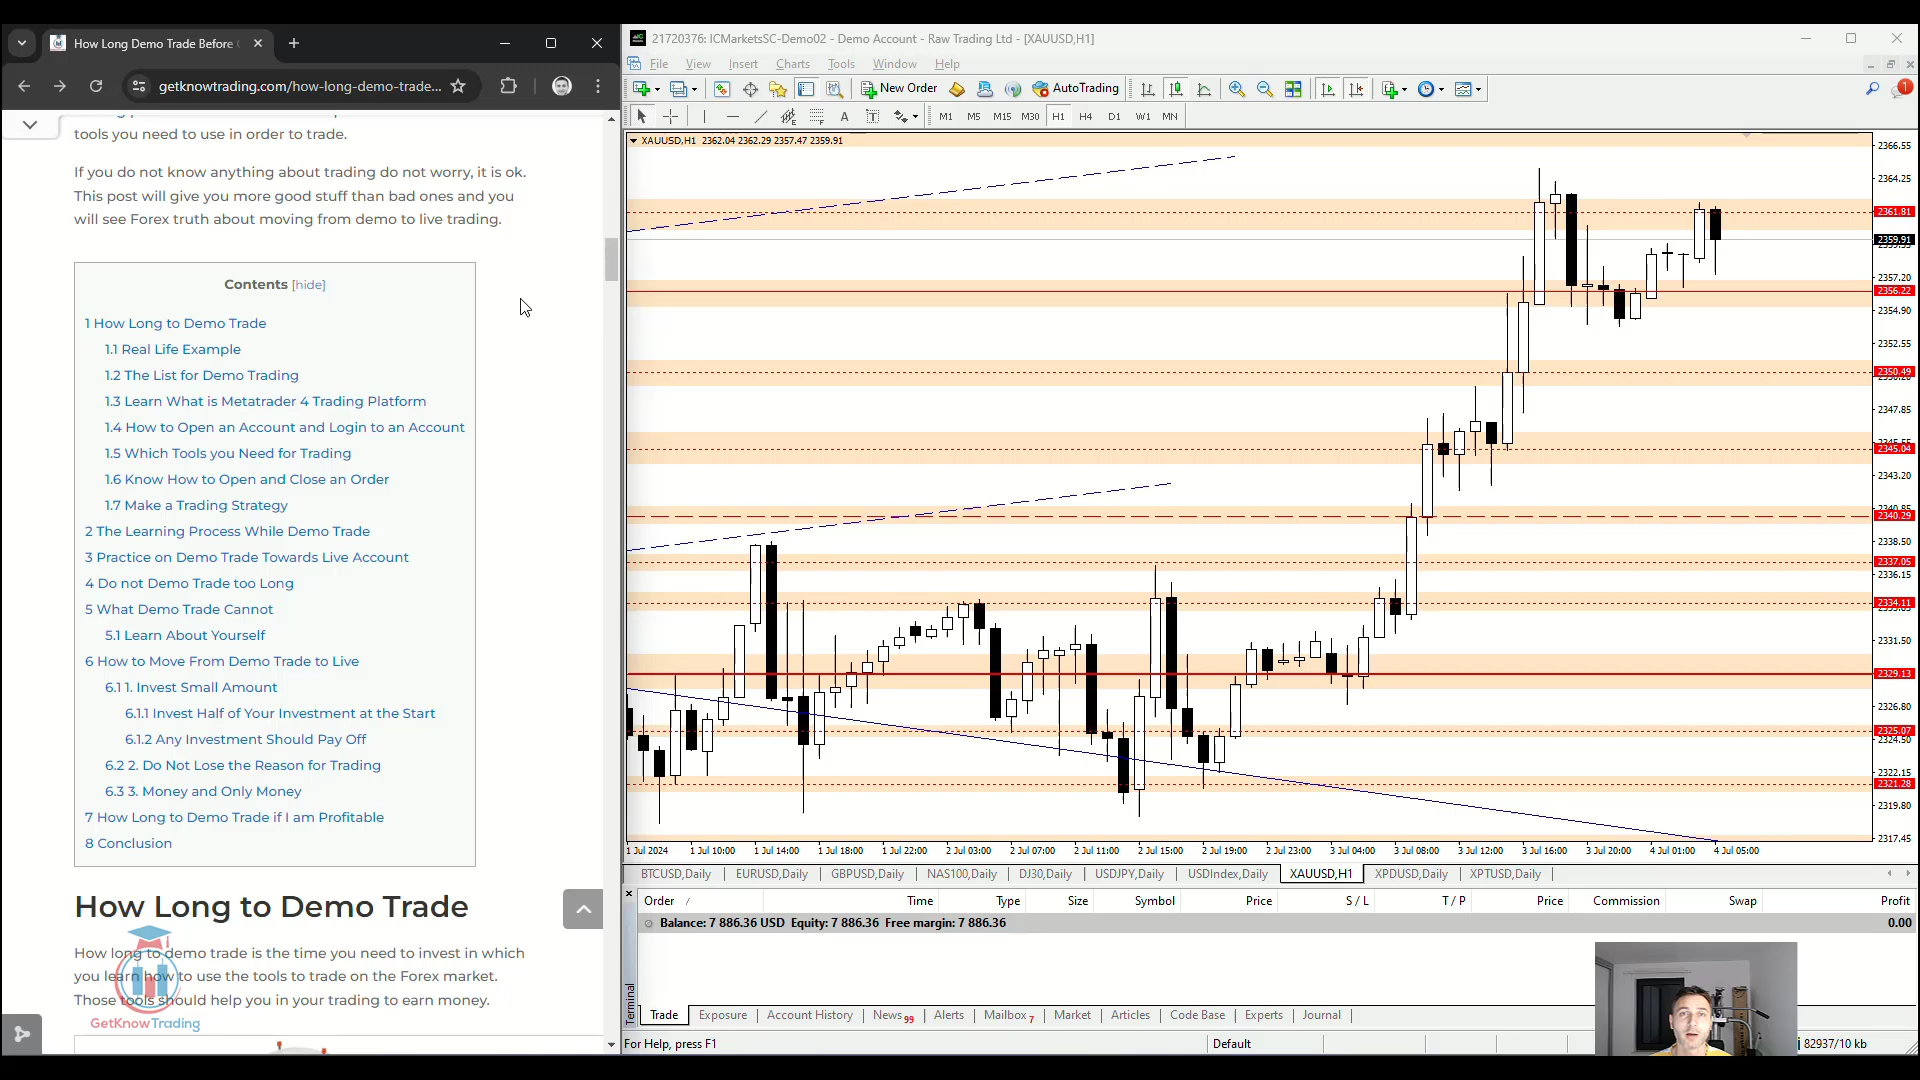 How Long Demo Trade Before
getknowtrading.com/how-long-demo-trade...
tools you need to use in order to trade.
If you do not know anything about trading do not worry, it is ok.
This post will give you more good stuff than bad ones and you
will see Forex truth about moving from demo to live trading.
Contents [hide]
1 How Long to Demo Trade
1.1 Real Life Example
1.2 The List for Demo Trading
1.3 Learn What is Metatrader 4 Trading Platform
1.4 How to Open an Account and Login to an Account
1.5 Which Tools you Need for Trading
1.6 Know How to Open and Close an Order
1.7 Make a Trading Strategy
2 The Learning Process While Demo Trade
3 Practice on Demo Trade Towards Live Account
4 Do not Demo Trade too Long
5 What Demo Trade Cannot
5.1 Learn About Yourself
6 How to Move From Demo Trade to Live
6.1 1. Invest Small Amount
6.1.1 Invest Half of Your Investment at the Start
6.1.2 Any Investment Should Pay Off
6.2 2. Do Not Lose the Reason for Trading
6.3 3. Money and Only Money
7 How Long to Demo Trade if I am Profitable
8 Conclusion
How Long to Demo Trade
How long to demo trade is the time you need to invest in which
you learn how to use the tools to trade on the Forex market.
Those tools should help you in your trading to earn money.
GetKnowTrading
21720376: ICMarketsSC-Demo02 - Demo Account - Raw Trading Ltd - [XAUUSD,H1]
File View Insert Charts Tools Window Help
New Order AutoTrading
1
A T M1 M5 M15 M30 H1 H4 D1 W1 MN
XAUUSD,H1 2362.04 2362.29 2357.47 2359.91
2366.55
2364.25
2361.81
2359.91
2357.20
2356.22
2354.90
2352.55
2350.49
2347.85
2345.04
2343.20
2340.29
2338.50
2337.05
2336.15
2334.11
2331.50
2329.13
2326.80
2325.07
2324.50
2322.15
2321.28
2319.80
2317.45
1 Jul 2024 1 Jul 10:00 1 Jul 14:00 1 Jul 18:00 1 Jul 22:00 2 Jul 03:00 2 Jul 07:00 2 Jul 11:00 2 Jul 15:00 2 Jul 19:00 2 Jul 23:00 3 Jul 04:00 3 Jul 08:00 3 Jul 12:00 3 Jul 16:00 3 Jul 20:00 4 Jul 01:00 4 Jul 05:00
BTCUSD,Daily EURUSD,Daily GBPUSD,Daily NAS100,Daily DJ30,Daily USDJPY,Daily USDIndex,Daily XAUUSD,H1 XPDUSD,Daily XPTUSD,Daily
Order / Time Type Size Symbol Price S / L T / P Price Commission Swap Profit
Balance: 7 886.36 USD Equity: 7 886.36 Free margin: 7 886.36 0.00
Terminal
Trade Exposure Account History News 99 Alerts Mailbox 7 Market Articles Code Base Experts Journal
For Help, press F1 Default 82937/10 kb